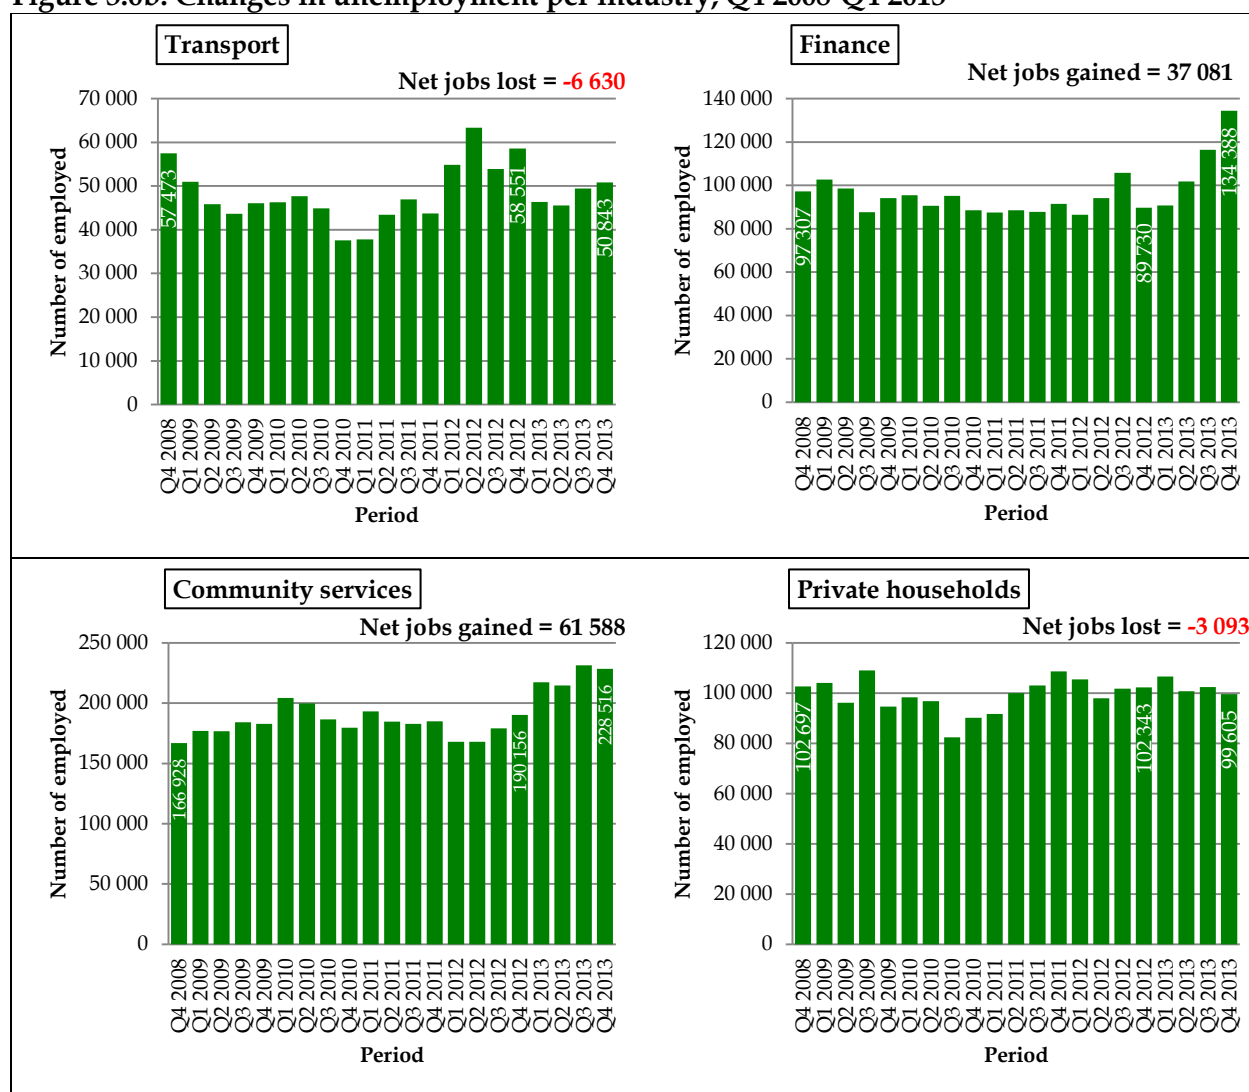 Figure 3.6b: Changes in unemployment per industry, Q4 2008-Q4 2013
Transport
Net jobs lost = -6 630
Number of employed
70 000
60 000
50 000
40 000
30 000
20 000
10 000
0
57 473
58 551
50 843
Q4 2008
Q1 2009
Q2 2009
Q3 2009
Q4 2009
Q1 2010
Q2 2010
Q3 2010
Q4 2010
Q1 2011
Q2 2011
Q3 2011
Q4 2011
Q1 2012
Q2 2012
Q3 2012
Q4 2012
Q1 2013
Q2 2013
Q3 2013
Q4 2013
Period
Finance
Net jobs gained = 37 081
Number of employed
140 000
120 000
100 000
80 000
60 000
40 000
20 000
0
97 307
89 730
134 388
Q4 2008
Q1 2009
Q2 2009
Q3 2009
Q4 2009
Q1 2010
Q2 2010
Q3 2010
Q4 2010
Q1 2011
Q2 2011
Q3 2011
Q4 2011
Q1 2012
Q2 2012
Q3 2012
Q4 2012
Q1 2013
Q2 2013
Q3 2013
Q4 2013
Period
Community services
Net jobs gained = 61 588
Number of employed
250 000
200 000
150 000
100 000
50 000
0
166 928
190 156
228 516
Q4 2008
Q1 2009
Q2 2009
Q3 2009
Q4 2009
Q1 2010
Q2 2010
Q3 2010
Q4 2010
Q1 2011
Q2 2011
Q3 2011
Q4 2011
Q1 2012
Q2 2012
Q3 2012
Q4 2012
Q1 2013
Q2 2013
Q3 2013
Q4 2013
Period
Private households
Net jobs lost = -3 093
Number of employed
120 000
100 000
80 000
60 000
40 000
20 000
0
102 697
102 343
99 605
Q4 2008
Q1 2009
Q2 2009
Q3 2009
Q4 2009
Q1 2010
Q2 2010
Q3 2010
Q4 2010
Q1 2011
Q2 2011
Q3 2011
Q4 2011
Q1 2012
Q2 2012
Q3 2012
Q4 2012
Q1 2013
Q2 2013
Q3 2013
Q4 2013
Period